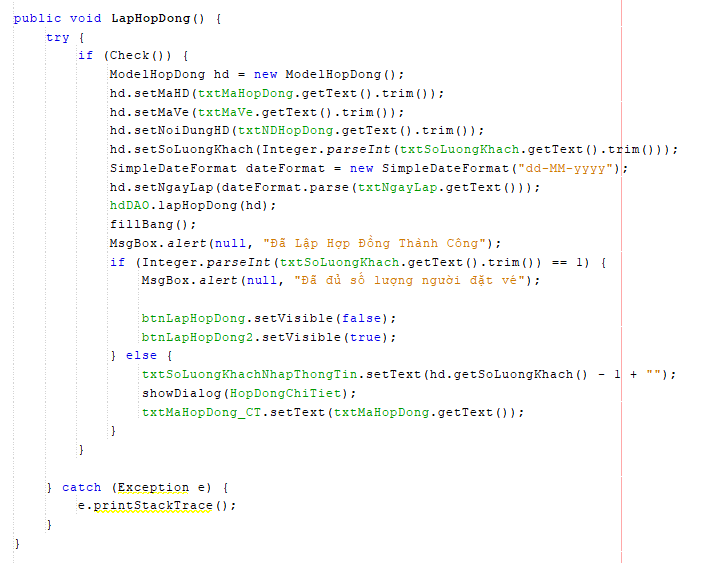 public void LapHopDong() {
try {
if (Check()) {
ModelHopDong hd = new ModelHopDong();
hd.setMaHD(txtMaHopDong.getText().trim());
hd.setMaVe(txtMaVe.getText().trim());
hd.setNoiDungHD(txtNDHopDong.getText().trim());
hd.setSoLuongKhach(Integer.parseInt(txtSoLuongKhach.getText().trim()));
SimpleDateFormat dateFormat = new SimpleDateFormat("dd-MM-yyyy");
hd.setNgayLap(dateFormat.parse(txtNgayLap.getText()));
hdDAO.lapHopDong(hd);
fillBang();
MsgBox.alert(null, "Đã Lập Hợp Đồng Thành Công");
if (Integer.parseInt(txtSoLuongKhach.getText().trim()) == 1) {
MsgBox.alert(null, "Đã đủ số lượng người đặt vé");
btnLapHopDong.setVisible(false);
btnLapHopDong2.setVisible(true);
} else {
txtSoLuongKhachNhapThongTin.setText(hd.getSoLuongKhach() - 1 + "");
showDialog(HopDongChiTiet);
txtMaHopDong_CT.setText(txtMaHopDong.getText());
}
}
} catch (Exception e) {
e.printStackTrace();
}
}